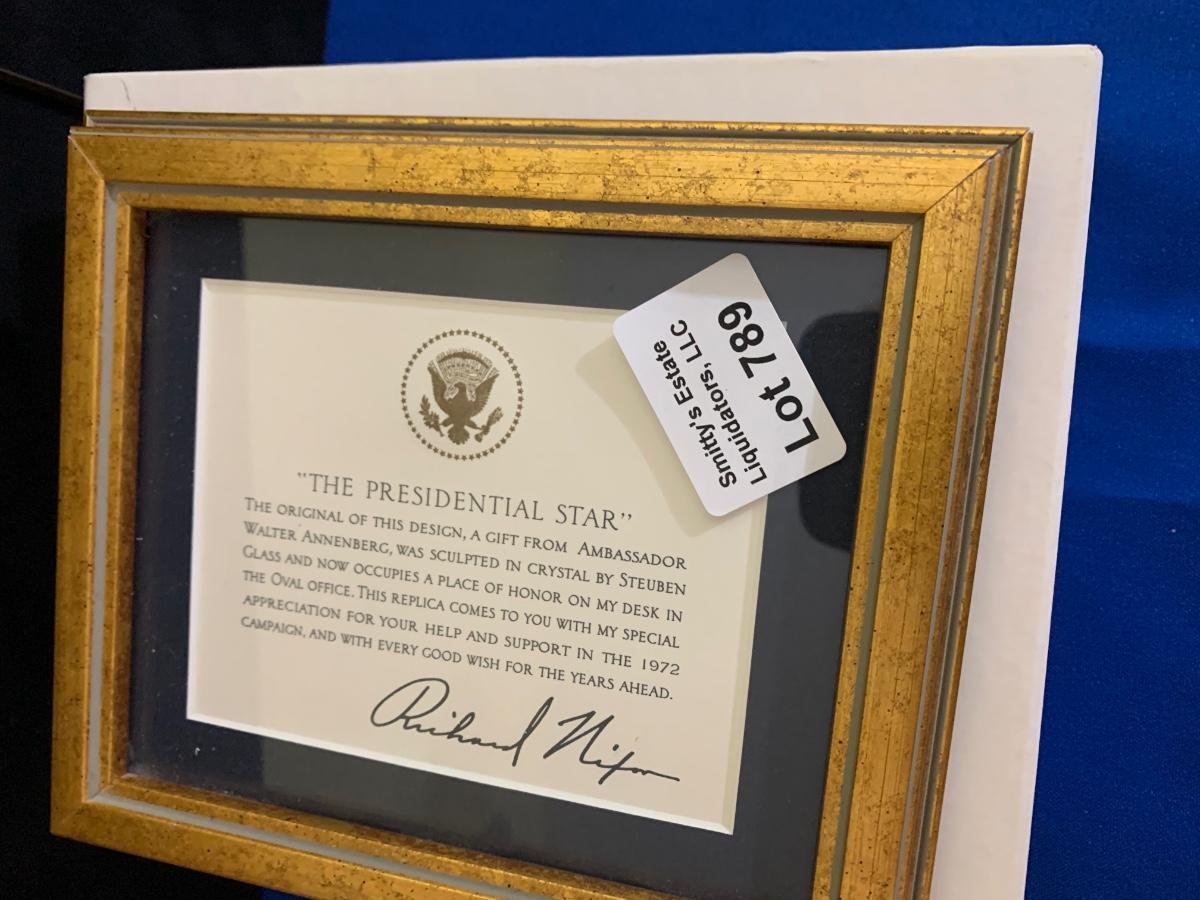 "THE PRESIDENTIAL STAR"
THE ORIGINAL OF THIS DESIGN, A GIFT FROM AMBASSADOR
WALTER ANNENBERG, WAS SCULPTED IN CRYSTAL BY STEUBEN
GLASS AND NOW OCCUPIES A PLACE OF HONOR ON MY DESK IN
THE OVAL OFFICE. THIS REPLICA COMES TO YOU WITH MY SPECIAL
APPRECIATION FOR YOUR HELP AND SUPPORT IN THE 1972
CAMPAIGN, AND WITH EVERY GOOD WISH FOR THE YEARS AHEAD.
Richard Nixon
Smitty's Estate
Liquidators, LLC
Lot 789